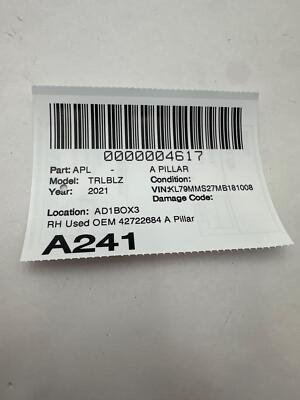 0000004617
Part: APL - A PILLAR
Model: TRLBLZ Condition:
Year: 2021 VIN:KL79MMS27MB181008
Damage Code:
Location: AD1BOX3
RH Used OEM 42722684 A Pillar
A241